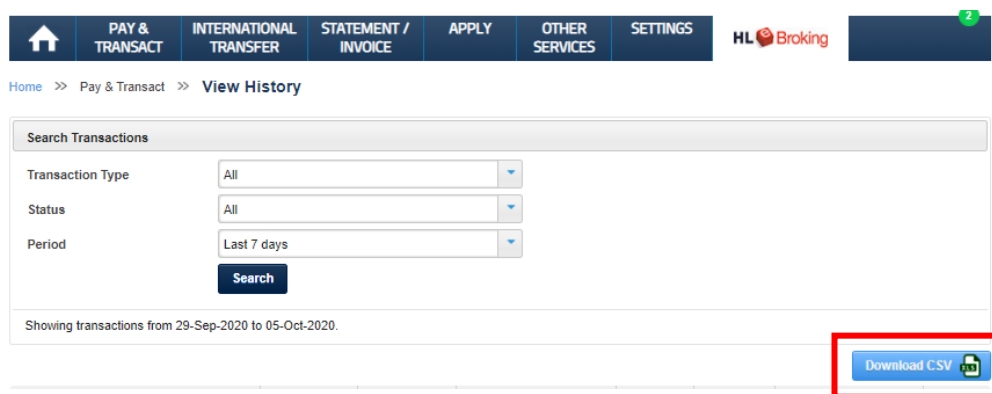 2
PAY & TRANSACT
INTERNATIONAL TRANSFER
STATEMENT / INVOICE
APPLY
OTHER SERVICES
SETTINGS
HL Broking
Home >> Pay & Transact >> View History
Search Transactions
Transaction Type All
Status All
Period Last 7 days
Search
Showing transactions from 29-Sep-2020 to 05-Oct-2020.
Download CSV XLS